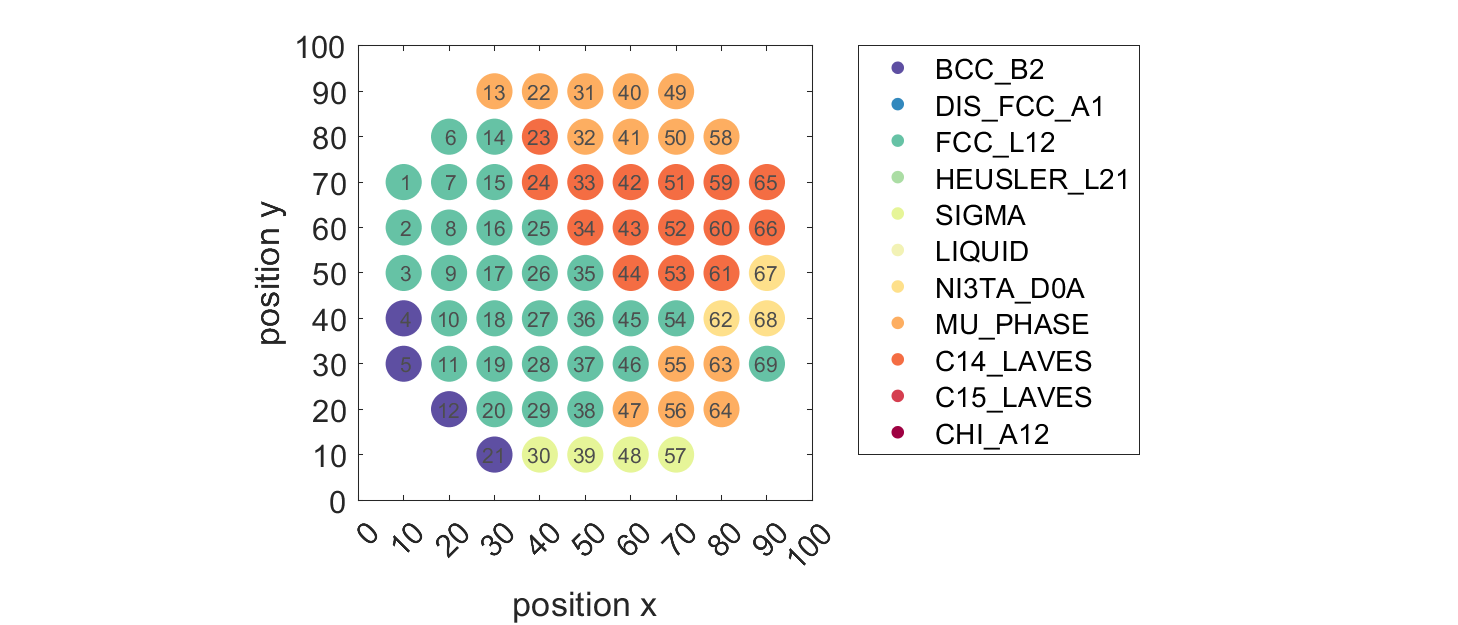 100
90
80
70
60
50
40
30
20
10
0
position y
13 22 31 40 49
6 14 23 32 41 50 58
1 7 15 24 33 42 51 59 65
2 8 16 25 34 43 52 60 66
3 9 17 26 35 44 53 61 67
4 10 18 27 36 45 54 62 68
5 11 19 28 37 46 55 63 69
12 20 29 38 47 56 64
21 30 39 48 57
0 10 20 30 40 50 60 70 80 90 100
position x
BCC_B2
DIS_FCC_A1
FCC_L12
HEUSLER_L21
SIGMA
LIQUID
NI3TA_D0A
MU_PHASE
C14_LAVES
C15_LAVES
CHI_A12